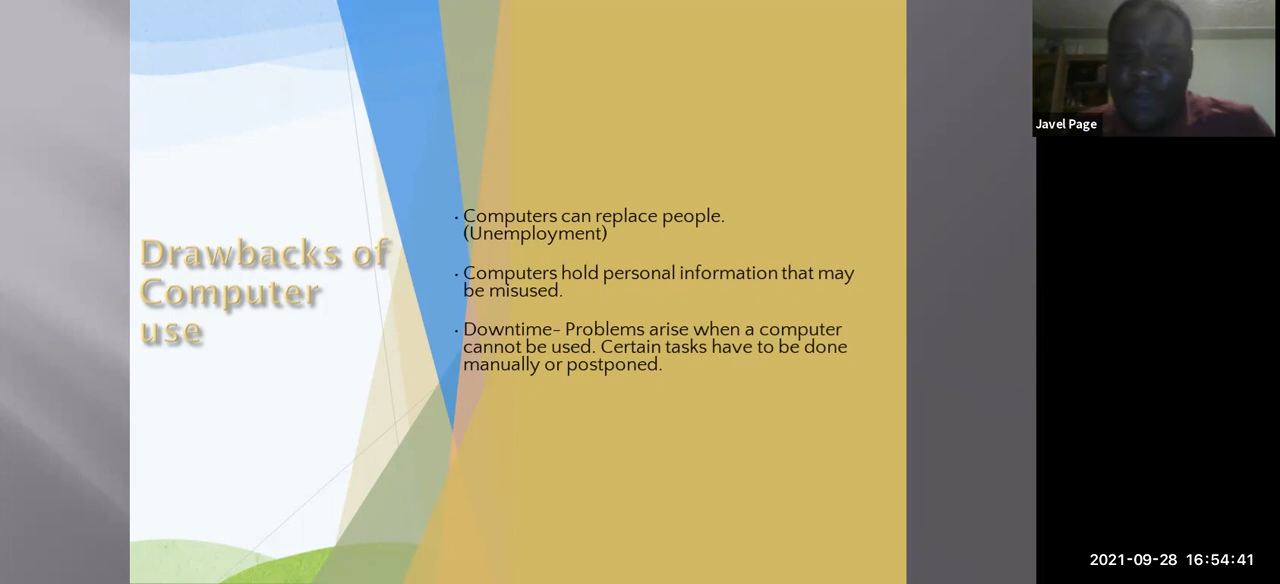 Drawbacks of
Computer
use
• Computers can replace people.
(Unemployment)
• Computers hold personal information that may
be misused.
• Downtime- Problems arise when a computer
cannot be used. Certain tasks have to be done
manually or postponed.
Javel Page
2021-09-28 16:54:41